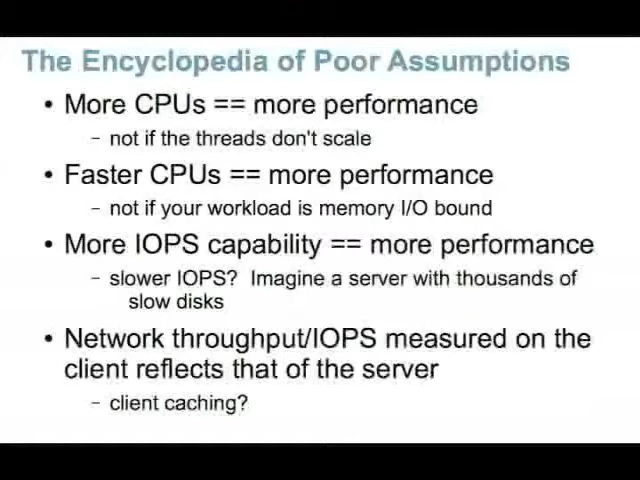 The Encyclopedia of Poor Assumptions
• More CPUs == more performance
– not if the threads don't scale
• Faster CPUs == more performance
– not if your workload is memory I/O bound
• More IOPS capability == more performance
– slower IOPS?  Imagine a server with thousands of
slow disks
• Network throughput/IOPS measured on the
client reflects that of the server
– client caching?